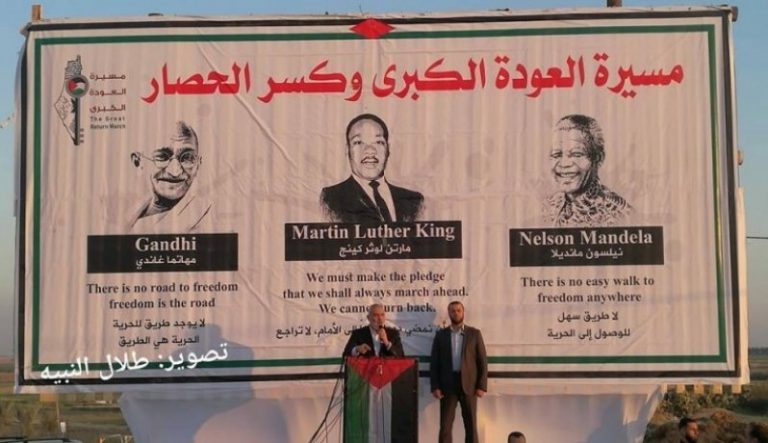 مسيرة العودة الكبرى وكسر الحصار
مسيرة
العودة
الكبرى
The Great
Return March
Gandhi
مهاتما غاندي
There is no road to freedom
freedom is the road
لا يوجد طريق للحرية
الحرية هي الطريق
Martin Luther King
مارتن لوثر كينج
We must make the pledge
that we shall always march ahead.
We cannot turn back.
نمضي
إلى الأمام، لا تراجع
Nelson Mandela
نيلسون مانديلا
There is no easy walk to
freedom anywhere
لا طريق سهل
للوصول إلى الحرية
تصوير: طلال النبيه